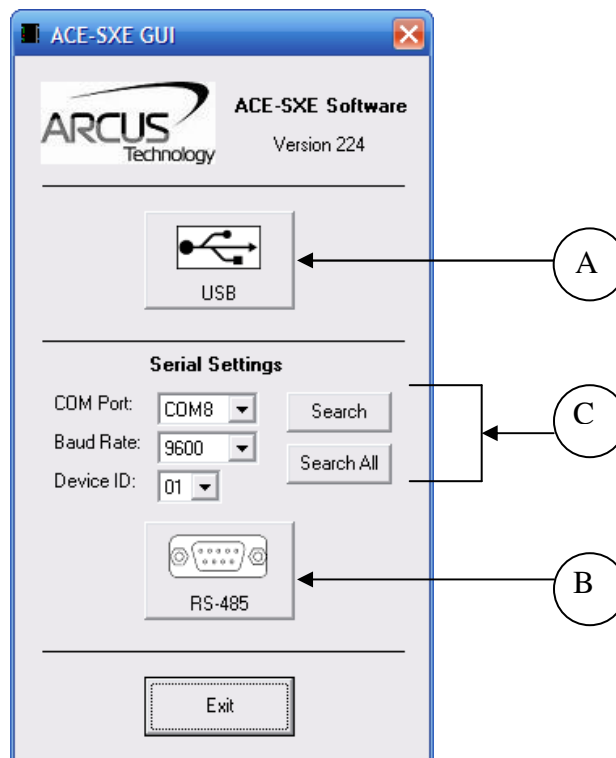 ACE-SXE GUI
ARCUS
Technology
ACE-SXE Software
Version 224
USB
A
Serial Settings
COM Port: COM8
Search
Baud Rate: 9600
Search All
Device ID: 01
C
RS-485
B
Exit